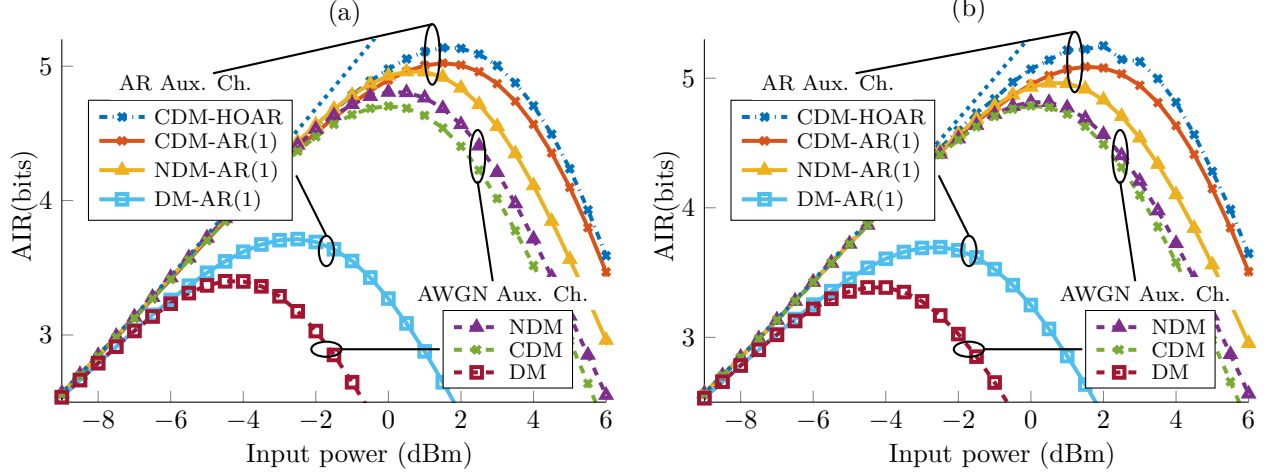 (a)
AIR(bits)
5
4
3
AR Aux. Ch.
CDM-HOAR
CDM-AR(1)
NDM-AR(1)
DM-AR(1)
AWGN Aux. Ch.
NDM
CDM
DM
−8 −6 −4 −2 0 2 4 6
Input power (dBm)
(b)
AIR(bits)
5
4
3
AR Aux. Ch.
CDM-HOAR
CDM-AR(1)
NDM-AR(1)
DM-AR(1)
AWGN Aux. Ch.
NDM
CDM
DM
−8 −6 −4 −2 0 2 4 6
Input power (dBm)